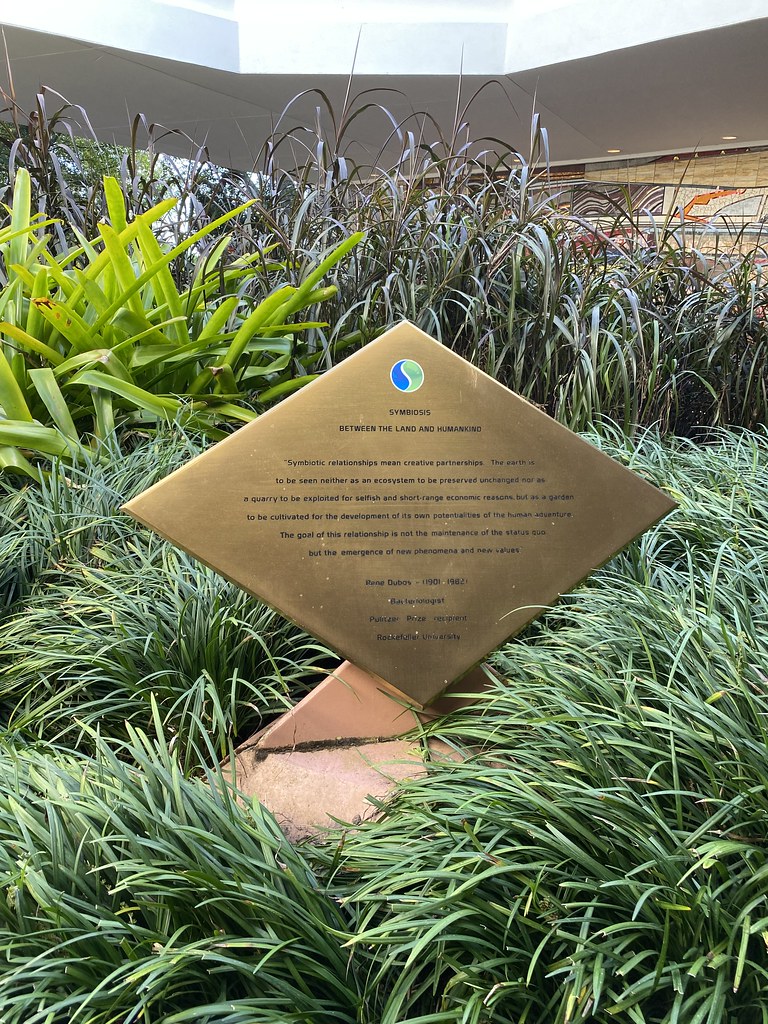 SYMBIOSIS
BETWEEN THE LAND AND HUMANKIND
"Symbiotic relationships mean creative partnerships. The earth is
to be seen neither as an ecosystem to be preserved unchanged nor as
a quarry to be exploited for selfish and short-range economic reasons, but as a garden
to be cultivated for the development of its own potentialities of the human adventure.
The goal of this relationship is not the maintenance of the status quo
but the emergence of new phenomena and new values"
Rene Dubos - (1901-1982)
Bacteriologist
Pulitzer Prize recipient
Rockefeller University